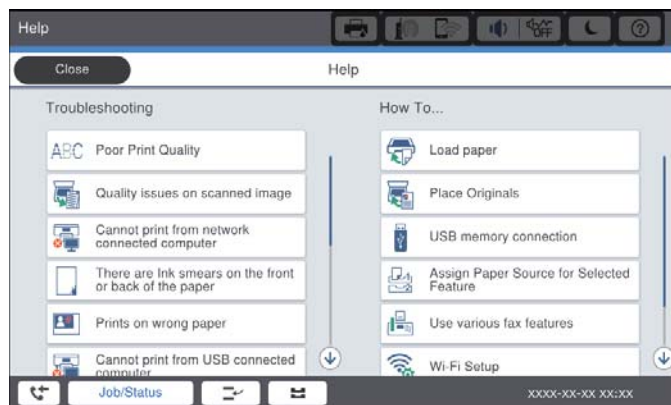 Help
OFF
Close
Help
Troubleshooting
How To...
ABC
Poor Print Quality
Load paper
Quality issues on scanned image
Place Originals
Cannot print from network
connected computer
USB memory connection
There are Ink smears on the front
or back of the paper
Assign Paper Source for Selected
Feature
Prints on wrong paper
Use various fax features
Cannot print from USB connected
computer
Wi-Fi Setup
Job/Status
XXXX-XX-XX XX:XX